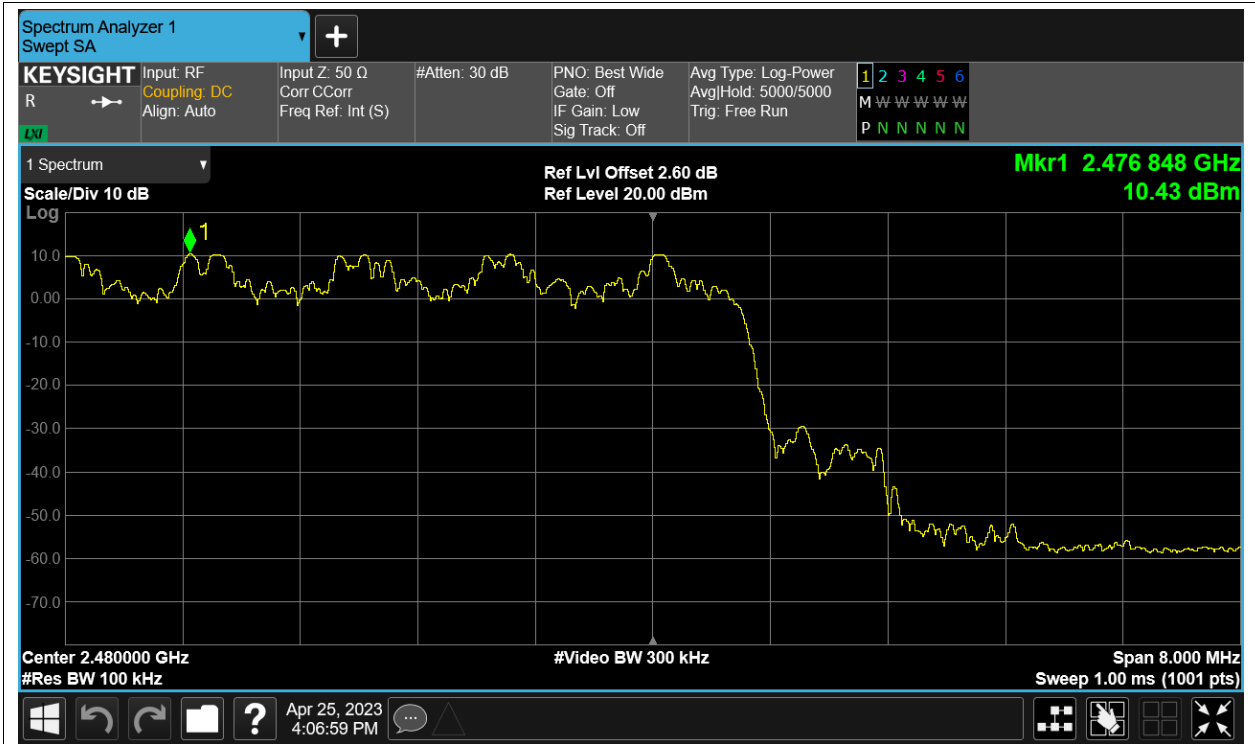 Spectrum Analyzer 1
Swept SA
+
KEYSIGHT
R
LXI
Input: RF
Coupling: DC
Align: Auto
Input Z: 50 Ω
Corr CCorr
Freq Ref: Int (S)
#Atten: 30 dB
PNO: Best Wide
Gate: Off
IF Gain: Low
Sig Track: Off
Avg Type: Log-Power
Avg|Hold: 5000/5000
Trig: Free Run
1 2 3 4 5 6
M W W W W W
P N N N N N
1 Spectrum
Scale/Div 10 dB
Log
Ref Lvl Offset 2.60 dB
Ref Level 20.00 dBm
Mkr1 2.476 848 GHz
10.43 dBm
1
10.0
0.00
-10.0
-20.0
-30.0
-40.0
-50.0
-60.0
-70.0
Center 2.480000 GHz
#Video BW 300 kHz
Span 8.000 MHz
#Res BW 100 kHz
Sweep 1.00 ms (1001 pts)
?
Apr 25, 2023
4:06:59 PM